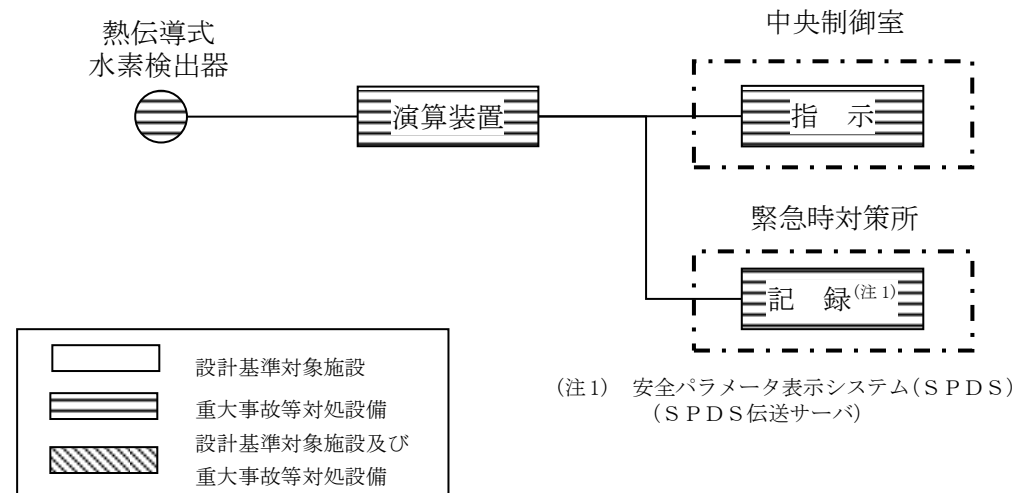 熱伝導式
水素検出器
演算装置
中央制御室
指　示
緊急時対策所
記　録(注1)
設計基準対象施設
重大事故等対処設備
設計基準対象施設及び
重大事故等対処設備
(注1)　安全パラメータ表示システム(ＳＰＤＳ)
(ＳＰＤＳ伝送サーバ)